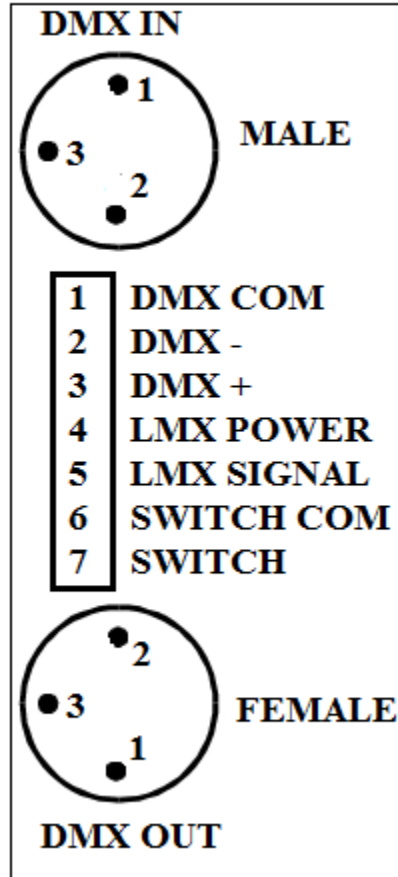 DMX IN
1
MALE
3
2
1 DMX COM
2 DMX -
3 DMX +
4 LMX POWER
5 LMX SIGNAL
6 SWITCH COM
7 SWITCH
2
3
FEMALE
1
DMX OUT